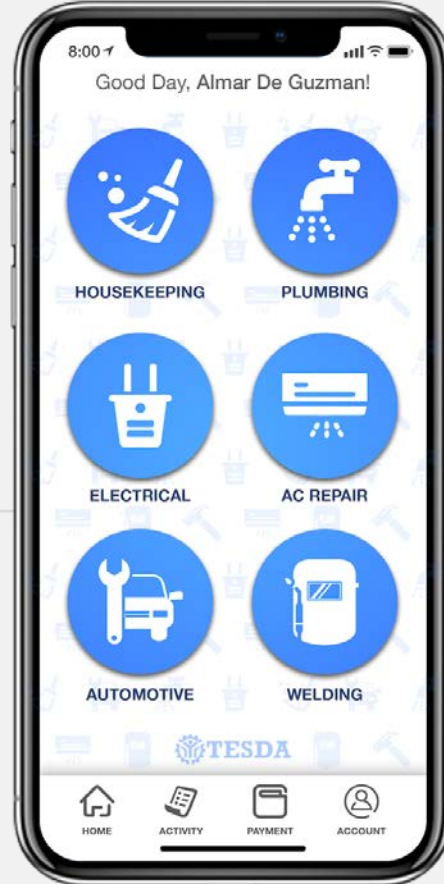 8:00
Good Day, Almar De Guzman!
HOUSEKEEPING
PLUMBING
ELECTRICAL
AC REPAIR
AUTOMOTIVE
WELDING
TESDA
HOME
ACTIVITY
PAYMENT
ACCOUNT